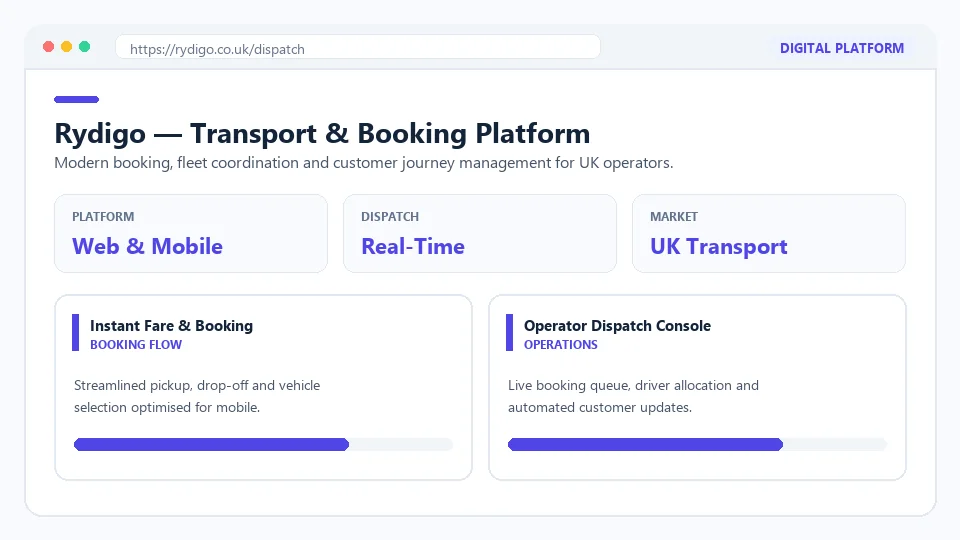 https://rydigo.co.uk/dispatch
DIGITAL PLATFORM
Rydigo — Transport & Booking Platform
Modern booking, fleet coordination and customer journey management for UK operators.
PLATFORM
Web & Mobile
DISPATCH
Real-Time
MARKET
UK Transport
Instant Fare & Booking
BOOKING FLOW
Streamlined pickup, drop-off and vehicle
selection optimised for mobile.
Operator Dispatch Console
OPERATIONS
Live booking queue, driver allocation and
automated customer updates.